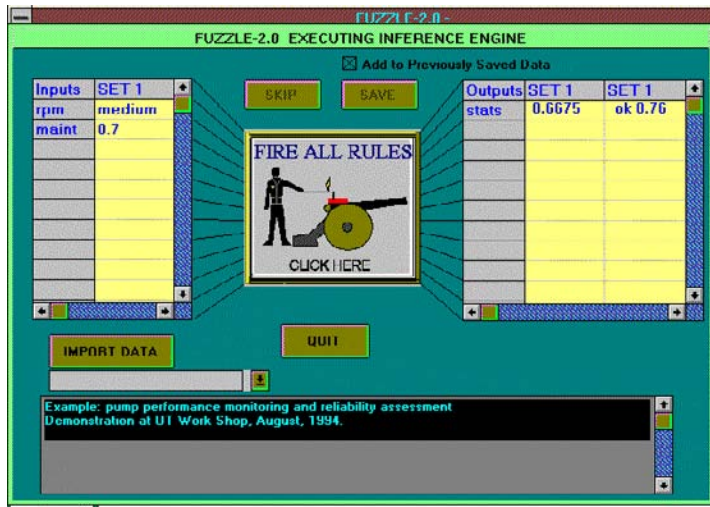 FUZZLE-2.0 -
FUZZLE-2.0 EXECUTING INFERENCE ENGINE
Add to Previously Saved Data
Inputs SET 1
rpm medium
maint 0.7
SKIP SAVE
Outputs SET 1 SET 1
stats 0.6675 ok 0.76
FIRE ALL RULES
CLICK HERE
QUIT
IMPORT DATA
Example: pump performance monitoring and reliability assessment
Demonstration at UT Work Shop, August, 1994.